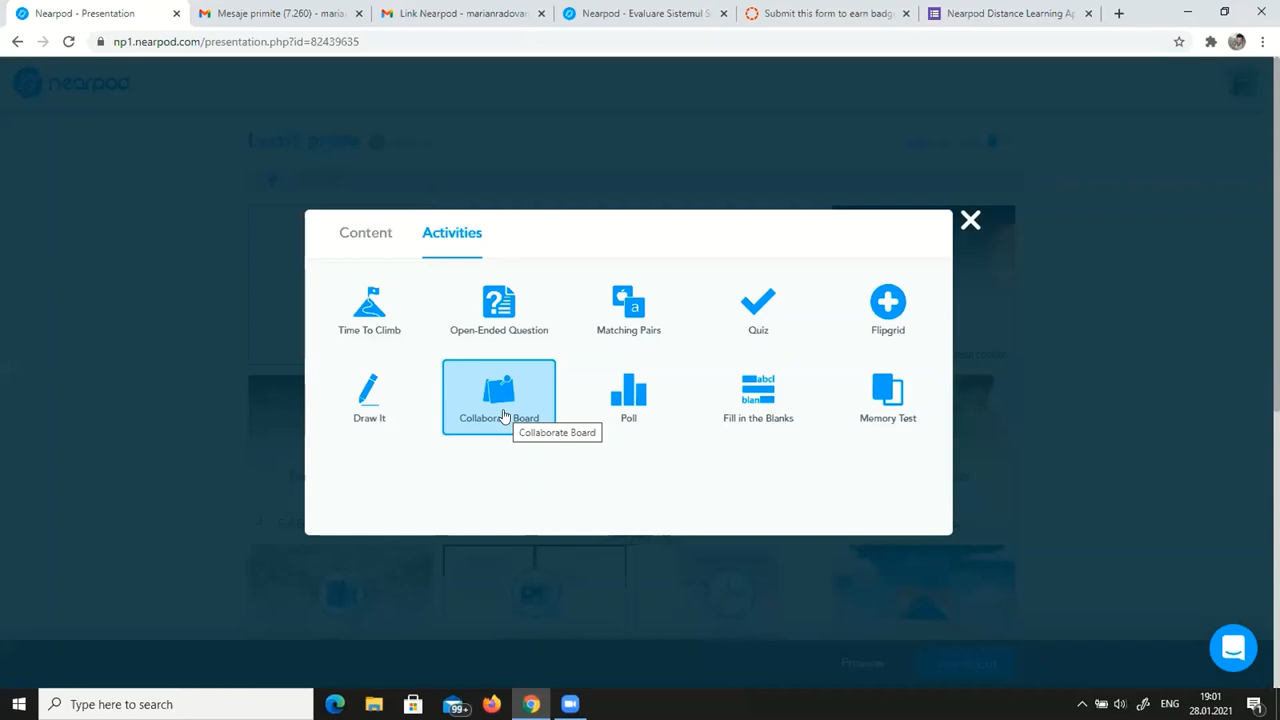 Nearpod - Presentation
Mesaje primite (7.260) - maria
Link Nearpod - marianradovan
Nearpod - Evaluare Sistemul S
Submit this form to earn badg
Nearpod Distance Learning Ap
np1.nearpod.com/presentation.php?id=82439635
nearpod
Content
Activities
Time To Climb
Open-Ended Question
Matching Pairs
Quiz
Flipgrid
Draw It
Collaborate Board
Poll
Fill in the Blanks
Memory Test
Collaborate Board
Preview
Type here to search
99+
ENG
19:01
28.01.2021
1